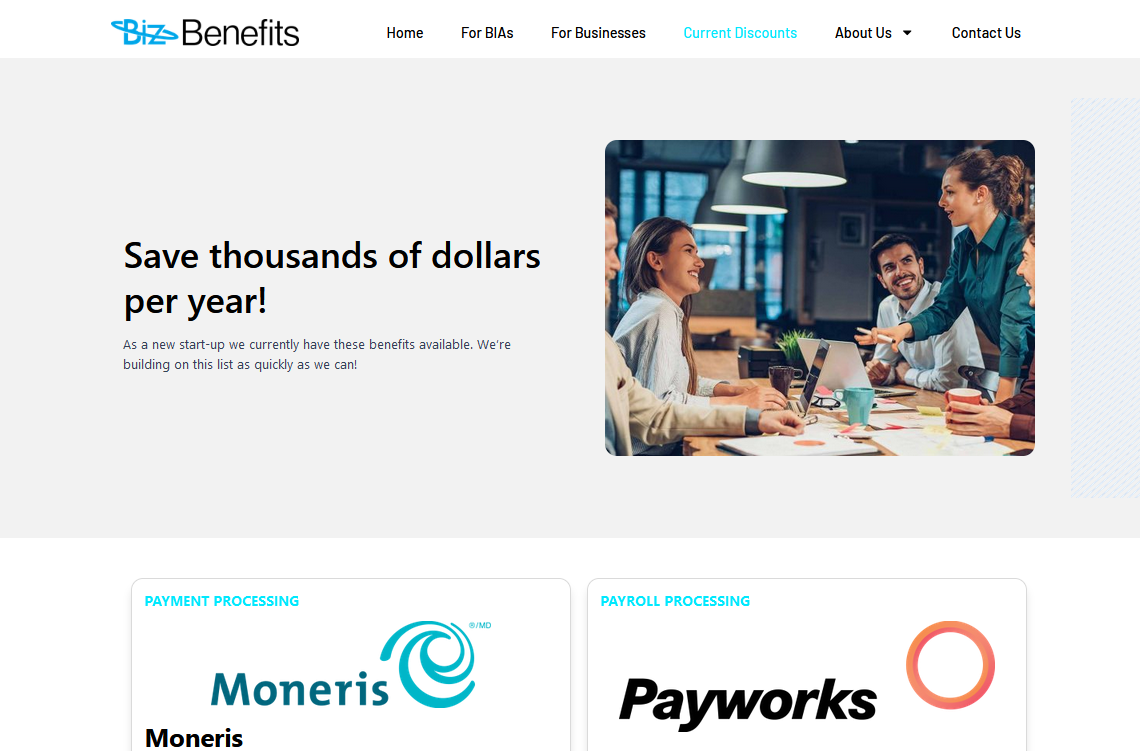 BizBenefits
Home
For BIAs
For Businesses
Current Discounts
About Us
Contact Us
Save thousands of dollars
per year!
As a new start-up we currently have these benefits available. We're
building on this list as quickly as we can!
PAYMENT PROCESSING
Moneris ®/MD
Moneris
PAYROLL PROCESSING
Payworks